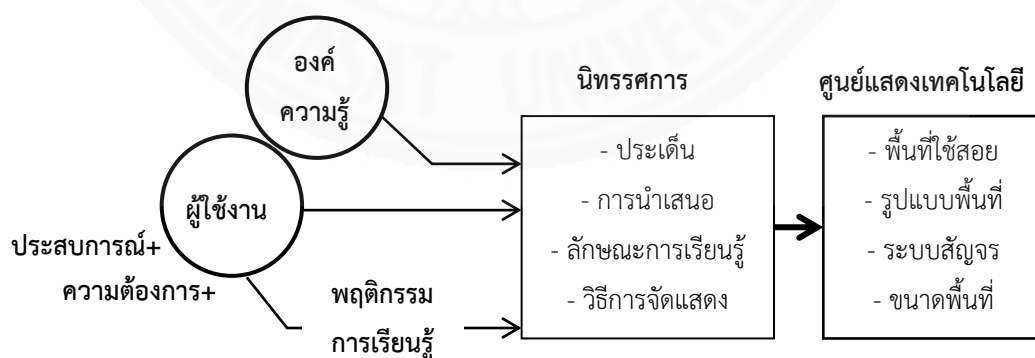 องค์
ความรู้
ผู้ใช้งาน
ประสบการณ์+
ความต้องการ+
พฤติกรรม
การเรียนรู้
นิทรรศการ
- ประเด็น
- การนำเสนอ
- ลักษณะการเรียนรู้
- วิธีการจัดแสดง
ศูนย์แสดงเทคโนโลยี
- พื้นที่ใช้สอย
- รูปแบบพื้นที่
- ระบบสัญจร
- ขนาดพื้นที่